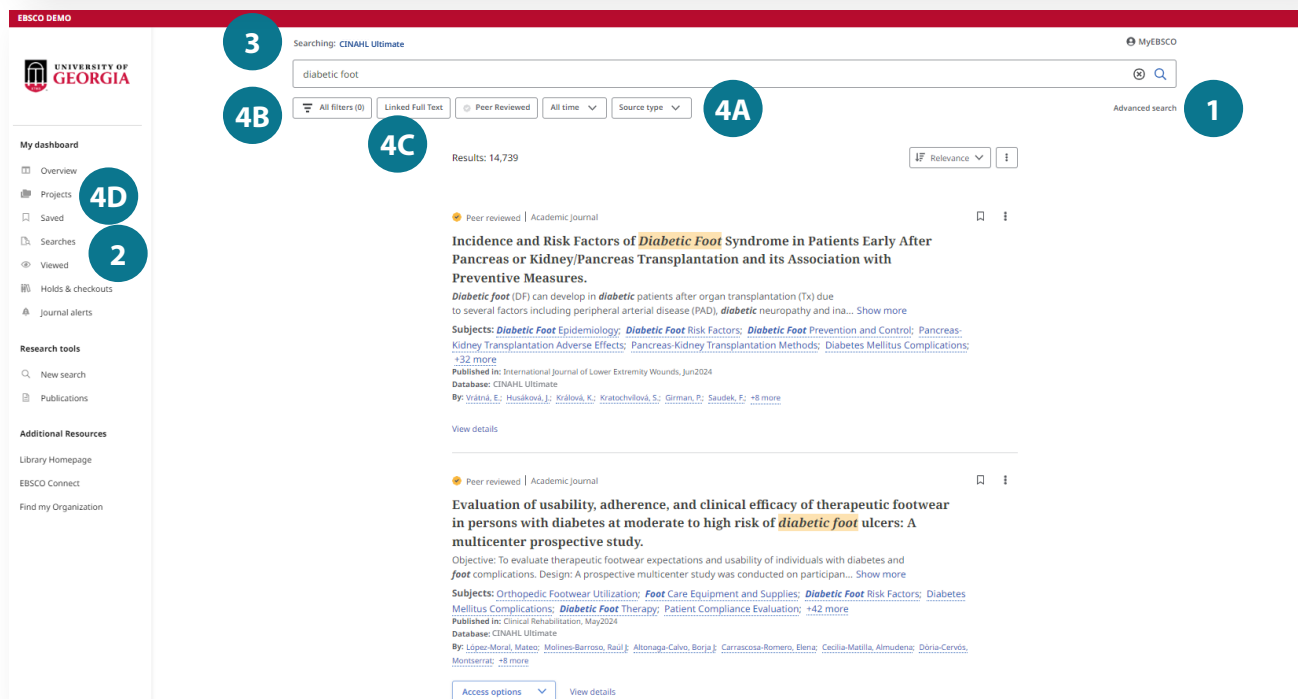 EBSCO DEMO
UNIVERSITY OF
GEORGIA
My dashboard
Overview
Projects
4D
Saved
Searches
2
Viewed
Holds & checkouts
Journal alerts
Research tools
New search
Publications
Additional Resources
Library Homepage
EBSCO Connect
Find my Organization
3
Searching: CINAHL Ultimate
MyEBSCO
diabetic foot
4B
All filters (0)
Linked Full Text
Peer Reviewed
All time
Source type
4A
Advanced search
1
4C
Results: 14,739
Relevance
Peer reviewed | Academic Journal
Incidence and Risk Factors of Diabetic Foot Syndrome in Patients Early After
Pancreas or Kidney/Pancreas Transplantation and its Association with
Preventive Measures.
Diabetic foot (DF) can develop in diabetic patients after organ transplantation (Tx) due
to several factors including peripheral arterial disease (PAD), diabetic neuropathy and ina... Show more
Subjects: Diabetic Foot Epidemiology; Diabetic Foot Risk Factors; Diabetic Foot Prevention and Control; Pancreas-
Kidney Transplantation Adverse Effects; Pancreas-Kidney Transplantation Methods; Diabetes Mellitus Complications;
+32 more
Published in: International Journal of Lower Extremity Wounds, Jun2024
Database: CINAHL Ultimate
By: Vrátná, E.; Husáková, J.; Králová, K.; Kratochvílová, S.; Girman, P.; Saudek, F.; +8 more
View details
Peer reviewed | Academic Journal
Evaluation of usability, adherence, and clinical efficacy of therapeutic footwear
in persons with diabetes at moderate to high risk of diabetic foot ulcers: A
multicenter prospective study.
Objective: To evaluate therapeutic footwear expectations and usability of individuals with diabetes and
foot complications. Design: A prospective multicenter study was conducted on participan... Show more
Subjects: Orthopedic Footwear Utilization; Foot Care Equipment and Supplies; Diabetic Foot Risk Factors; Diabetes
Mellitus Complications; Diabetic Foot Therapy; Patient Compliance Evaluation; +42 more
Published in: Clinical Rehabilitation, May2024
Database: CINAHL Ultimate
By: López-Moral, Mateo; Molines-Barroso, Raúl J; Altonaga-Calvo, Borja J; Carrascosa-Romero, Elena; Cecilia-Matilla, Almudena; Dòria-Cervós,
Montserrat; +8 more
Access options
View details